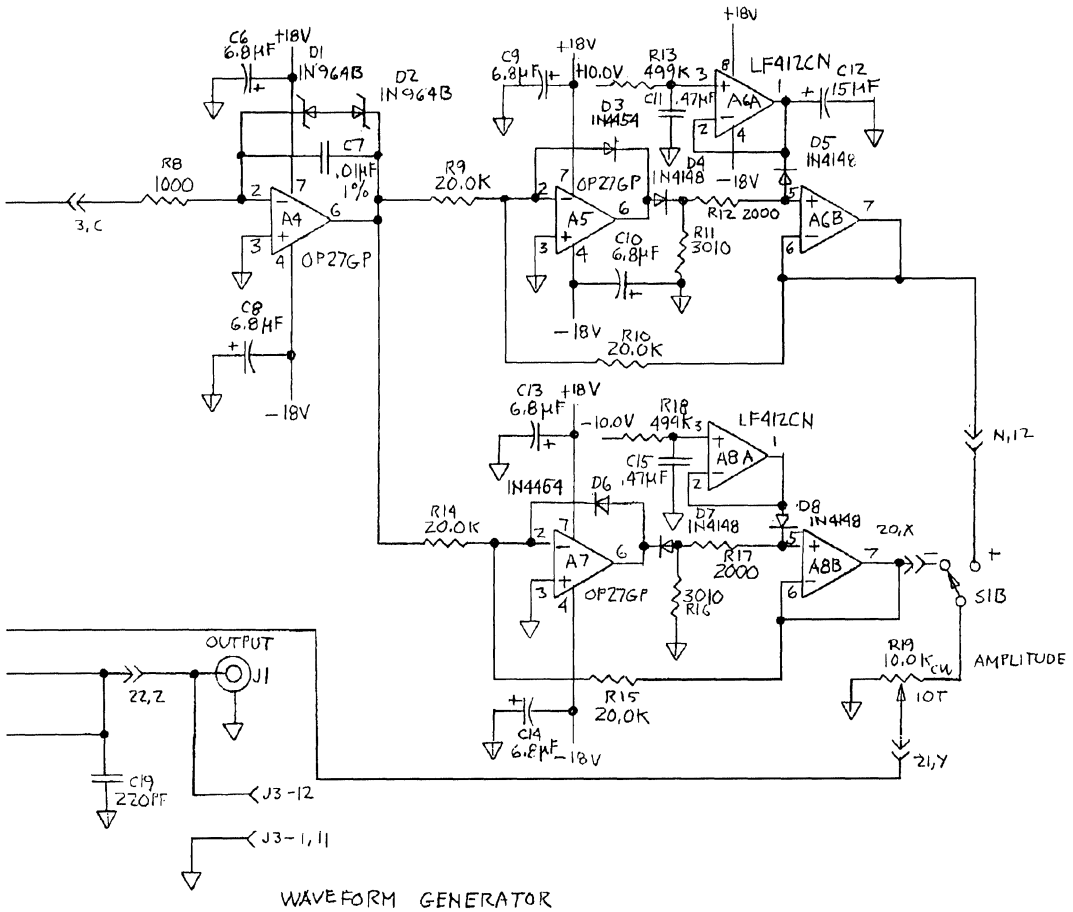 C6
6.8µF
+18V
D1
1N964B
D2
1N964B
C7
.01µF
1%
R8
1000
3,C
2
3
7
4
6
−
+
A4
OP27GP
C8
6.8µF
+
-18V
R9
20.0K
C9
6.8µF
+
+18V
+10.0V
R13
499K
C11
.47µF
D3
1N4454
2
3
7
4
6
−
+
A5
OP27GP
C10
6.8µF
+
-18V
D4
1N4148
R12 2000
R11
3010
+18V
8
3
2
1
4
+
−
A6A
LF412CN
-18V
C12
15µF
+
D5
1N4148
5
6
7
+
−
A6B
R10
20.0K
N,12
C13
6.8µF
+
+18V
-10.0V
R18
499K
C15
.47µF
3
2
1
+
−
A8A
LF412CN
1N4454
D6
R14
20.0K
2
3
7
4
6
−
+
A7
OP27GP
D7
1N4148
R17
2000
3010
R16
D8
1N4148
5
6
7
+
−
A8B
20,X
−
+
S1B
R15
20.0K
C14
6.8µF
+
-18V
R19
10.0K
CW
10T
AMPLITUDE
21,Y
OUTPUT
J1
22,Z
C19
220PF
J3-12
J3-1,11
WAVEFORM GENERATOR